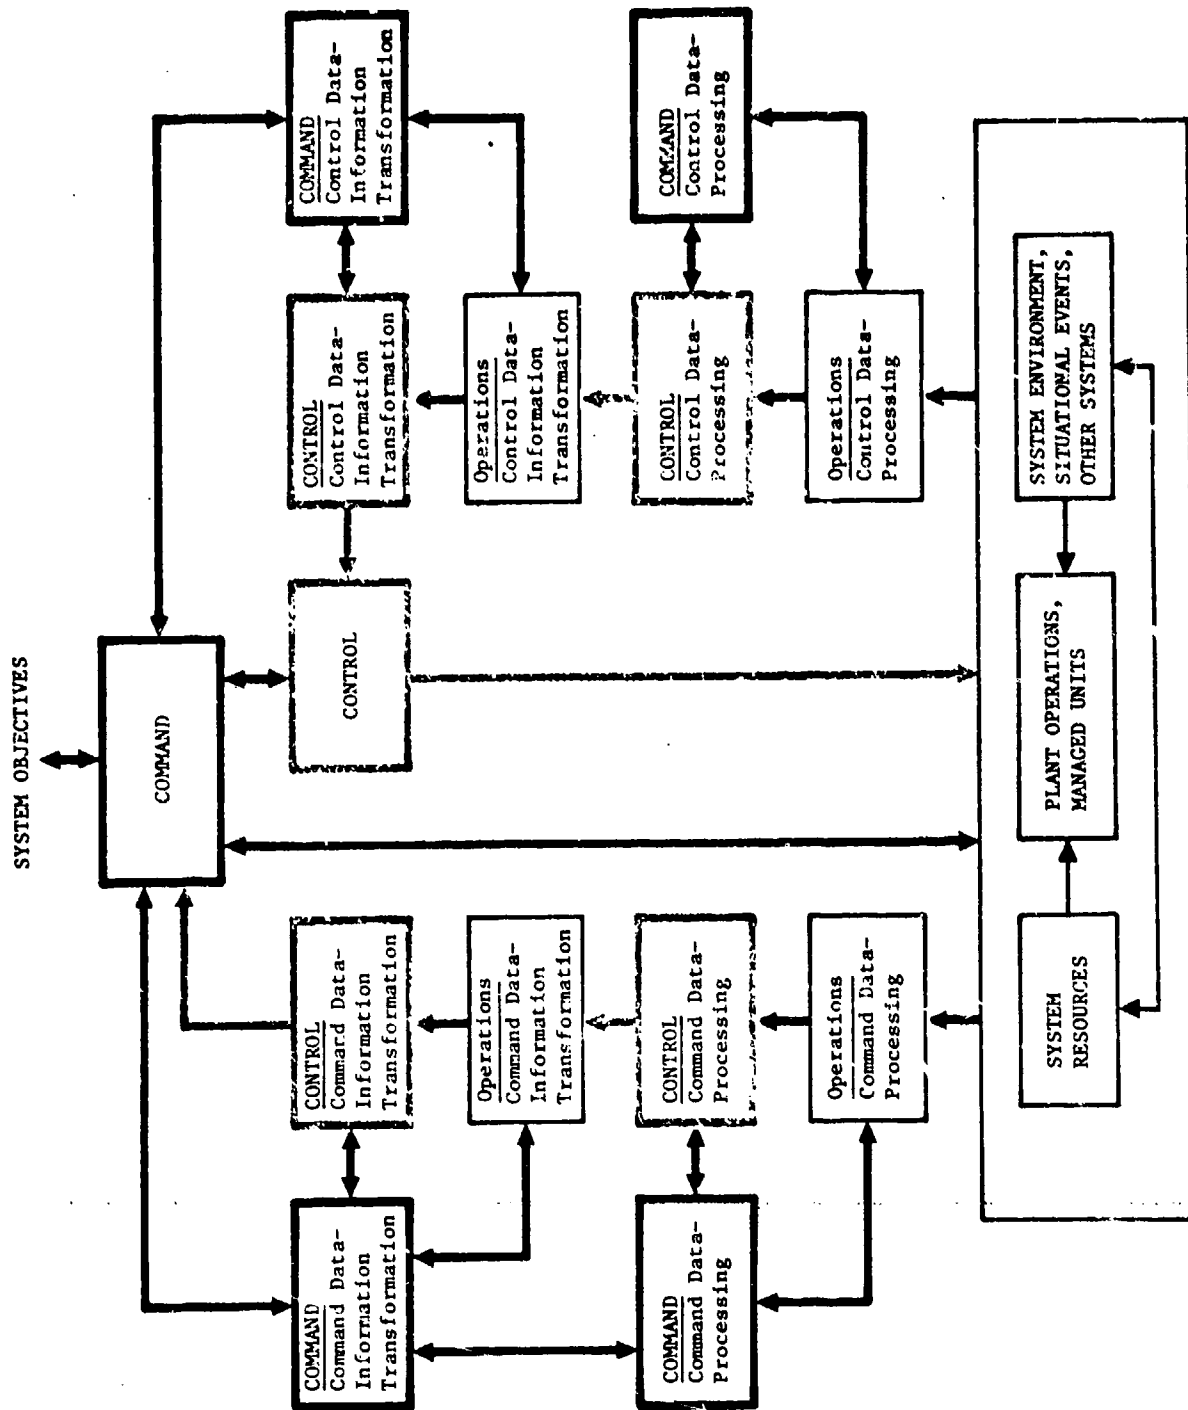 SYSTEM OBJECTIVES
COMMAND
CONTROL
COMMAND
Command Data-
Information
Transformation
CONTROL
Command Data-
Information
Transformation
CONTROL
Control Data-
Information
Transformation
COMMAND
Control Data-
Information
Transformation
Operations
Command Data-
Information
Transformation
Operations
Control Data-
Information
Transformation
COMMAND
Command Data-
Processing
CONTROL
Command Data-
Processing
CONTROL
Control Data-
Processing
COMMAND
Control Data-
Processing
Operations
Command Data-
Processing
Operations
Control Data-
Processing
SYSTEM
RESOURCES
PLANT OPERATIONS,
MANAGED UNITS
SYSTEM ENVIRONMENT,
SITUATIONAL EVENTS,
OTHER SYSTEMS